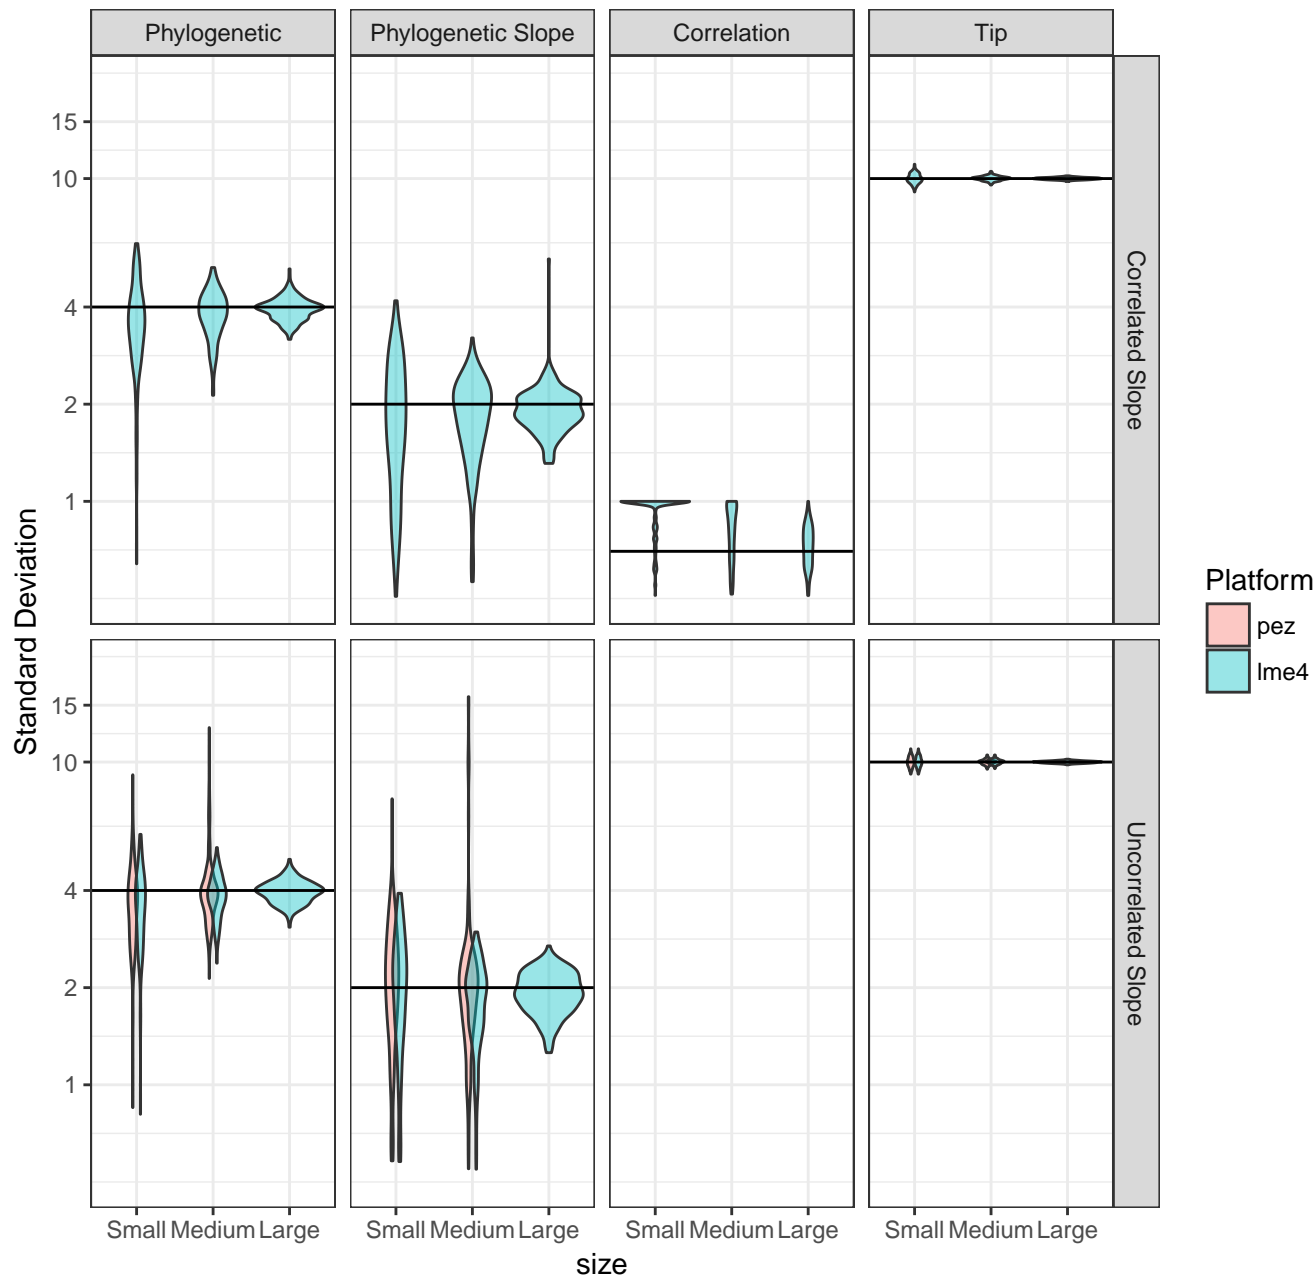 Phylogenetic
Phylogenetic Slope
Correlation
Tip
15
10
4
2
1
Correlated Slope
Standard Deviation
Platform
pez
lme4
15
10
4
2
1
Uncorrelated Slope
Small Medium Large
Small Medium Large
Small Medium Large
Small Medium Large
size